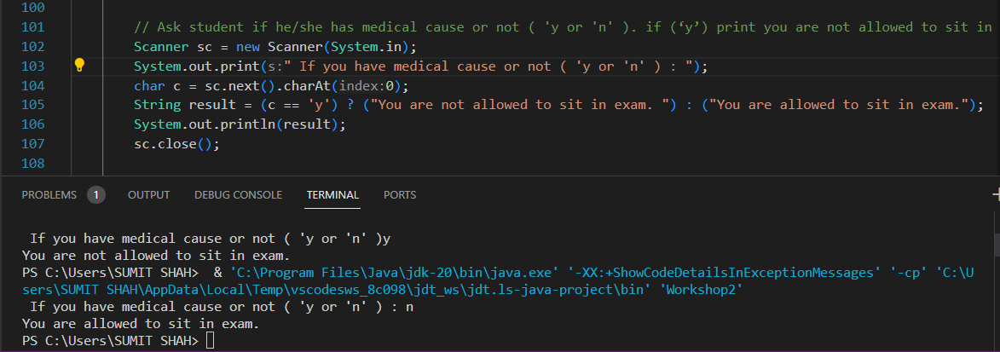 100
101 // Ask student if he/she has medical cause or not ( 'y or 'n' ). if (‘y’) print you are not allowed to sit in
102 Scanner sc = new Scanner(System.in);
103 System.out.print(s:" If you have medical cause or not ( 'y or 'n' ) : ");
104 char c = sc.next().charAt(index:0);
105 String result = (c == 'y') ? ("You are not allowed to sit in exam. ") : ("You are allowed to sit in exam.");
106 System.out.println(result);
107 sc.close();
108
PROBLEMS 1 OUTPUT DEBUG CONSOLE TERMINAL PORTS
If you have medical cause or not ( 'y or 'n' )y
You are not allowed to sit in exam.
PS C:\Users\SUMIT SHAH> & 'C:\Program Files\Java\jdk-20\bin\java.exe' '-XX:+ShowCodeDetailsInExceptionMessages' '-cp' 'C:\U
sers\SUMIT SHAH\AppData\Local\Temp\vscodesws_8c098\jdt_ws\jdt.ls-java-project\bin' 'Workshop2'
If you have medical cause or not ( 'y or 'n' ) : n
You are allowed to sit in exam.
PS C:\Users\SUMIT SHAH>